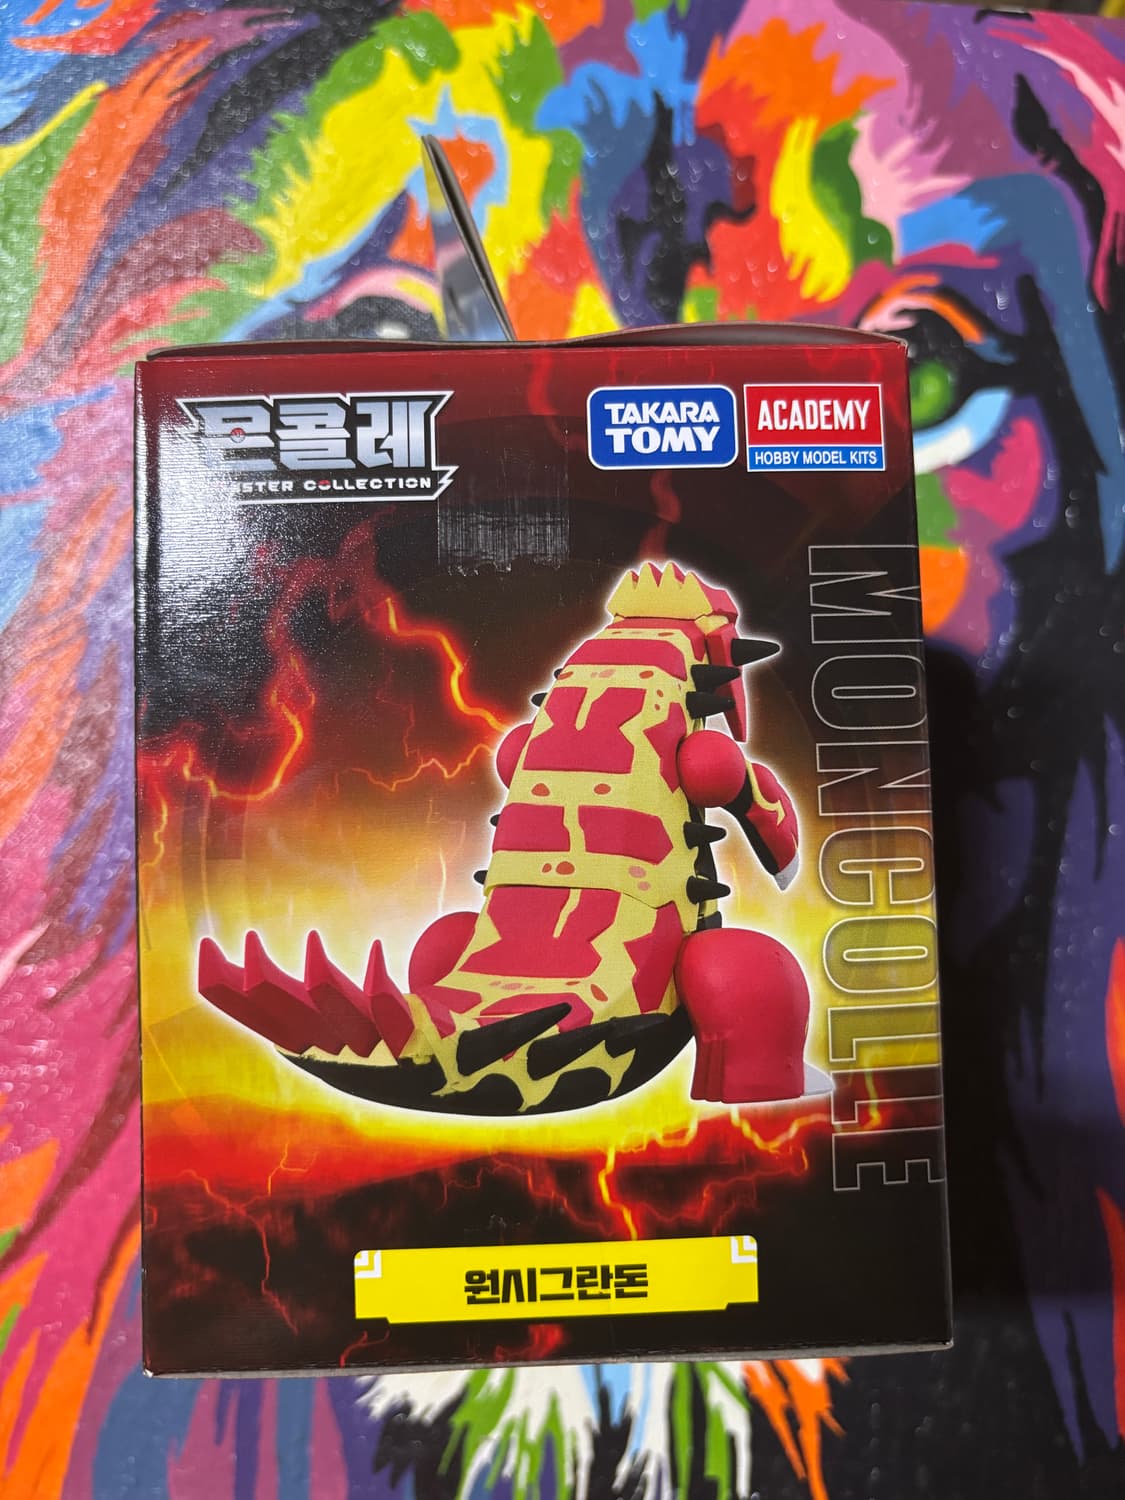 몬콜레
STER COLLECTION
TAKARA TOMY
ACADEMY
HOBBY MODEL KITS
MONCOLLE
원시그란돈